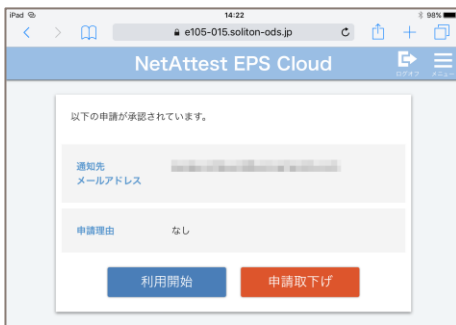 iPad 14:22 98%
e105-015.soliton-ods.jp
NetAttest EPS Cloud
ログオフ メニュー
以下の申請が承認されています。
通知先
メールアドレス
申請理由 なし
利用開始 申請取下げ